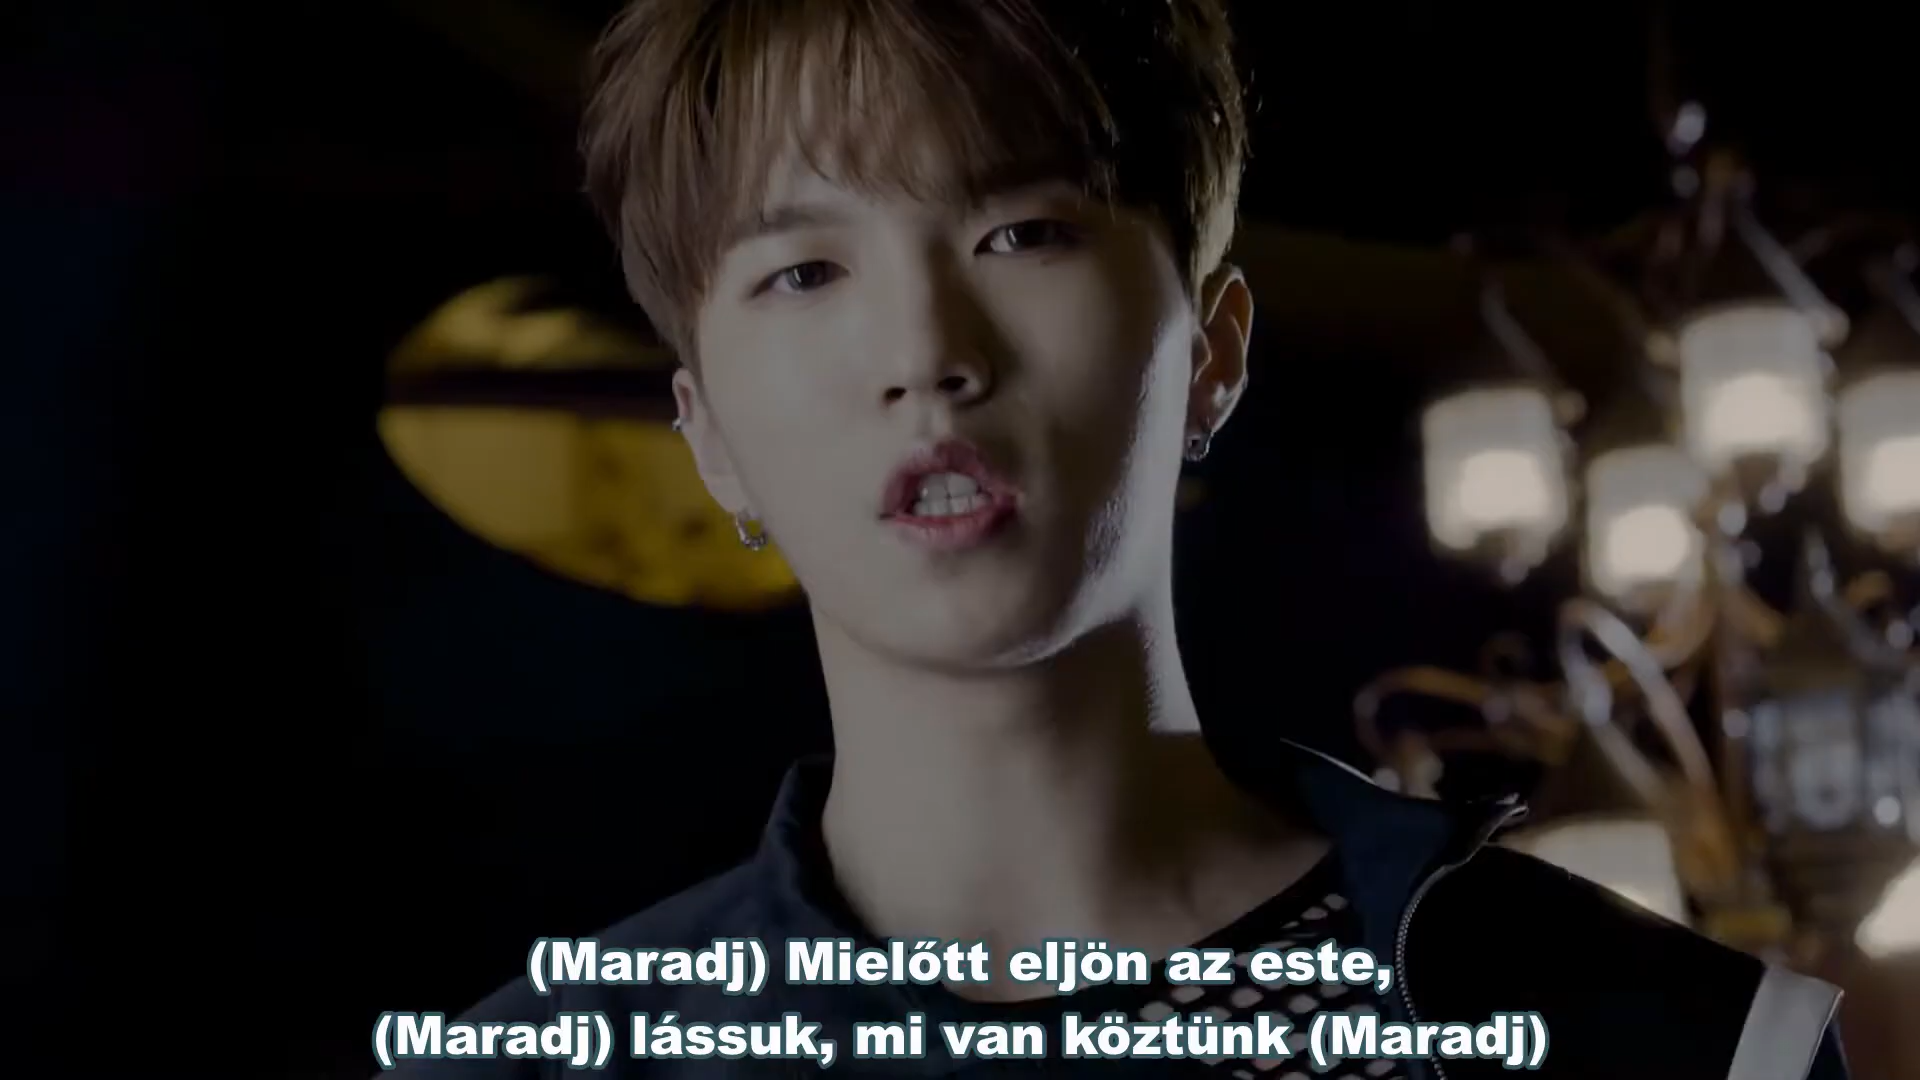 (Maradj) Mielőtt eljön az este,
(Maradj) lássuk, mi van köztünk (Maradj)